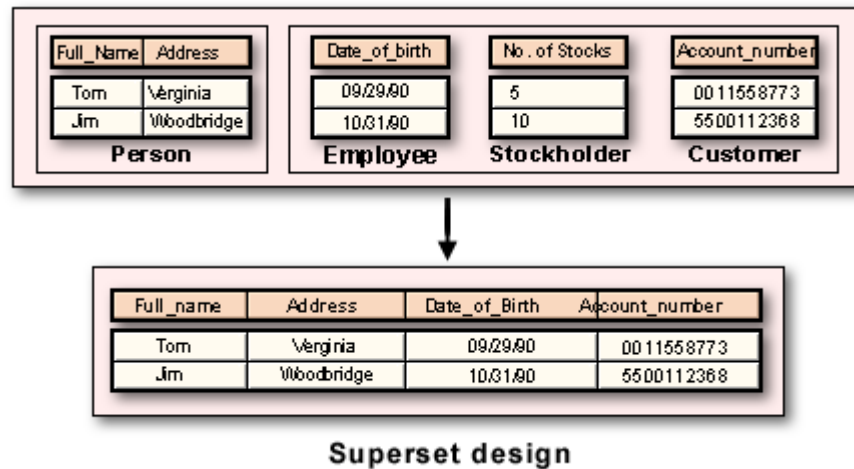 Full_Name Address Date_of_birth No. of Stocks Account_number
Tom Verginia 09/29/90 5 0011558773
Jim Woodbridge 10/31/90 10 5500112368
Person Employee Stockholder Customer
Full_name Address Date_of_Birth Account_number
Tom Verginia 09/29/90 0011558773
Jim Woodbridge 10/31/90 5500112368
Superset design